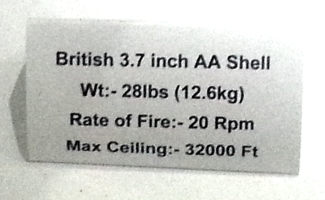 British 3.7 inch AA Shell
Wt:- 28lbs (12.6kg)
Rate of Fire:- 20 Rpm
Max Ceiling:- 32000 Ft